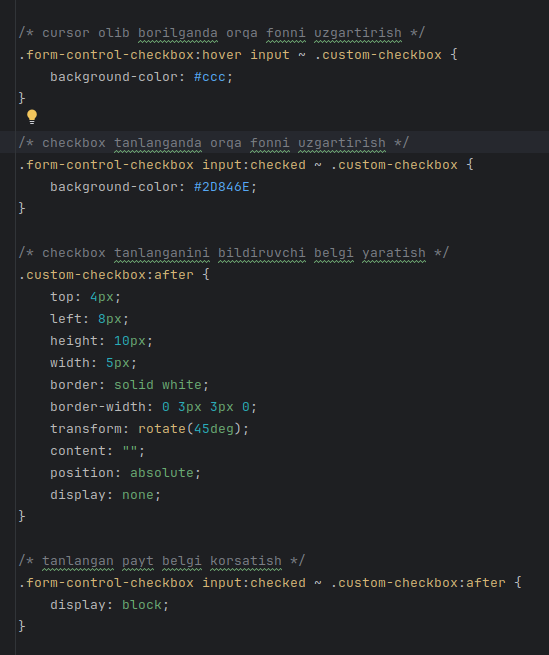 /* cursor olib borilganda orqa fonni uzgartirish */
.form-control-checkbox:hover input ~ .custom-checkbox {
    background-color: #ccc;
}
/* checkbox tanlanganda orqa fonni uzgartirish */
.form-control-checkbox input:checked ~ .custom-checkbox {
    background-color: #2D846E;
}
/* checkbox tanlanganini bildiruvchi belgi yaratish */
.custom-checkbox:after {
    top: 4px;
    left: 8px;
    height: 10px;
    width: 5px;
    border: solid white;
    border-width: 0 3px 3px 0;
    transform: rotate(45deg);
    content: "";
    position: absolute;
    display: none;
}
/* tanlangan payt belgi korsatish */
.form-control-checkbox input:checked ~ .custom-checkbox:after {
    display: block;
}